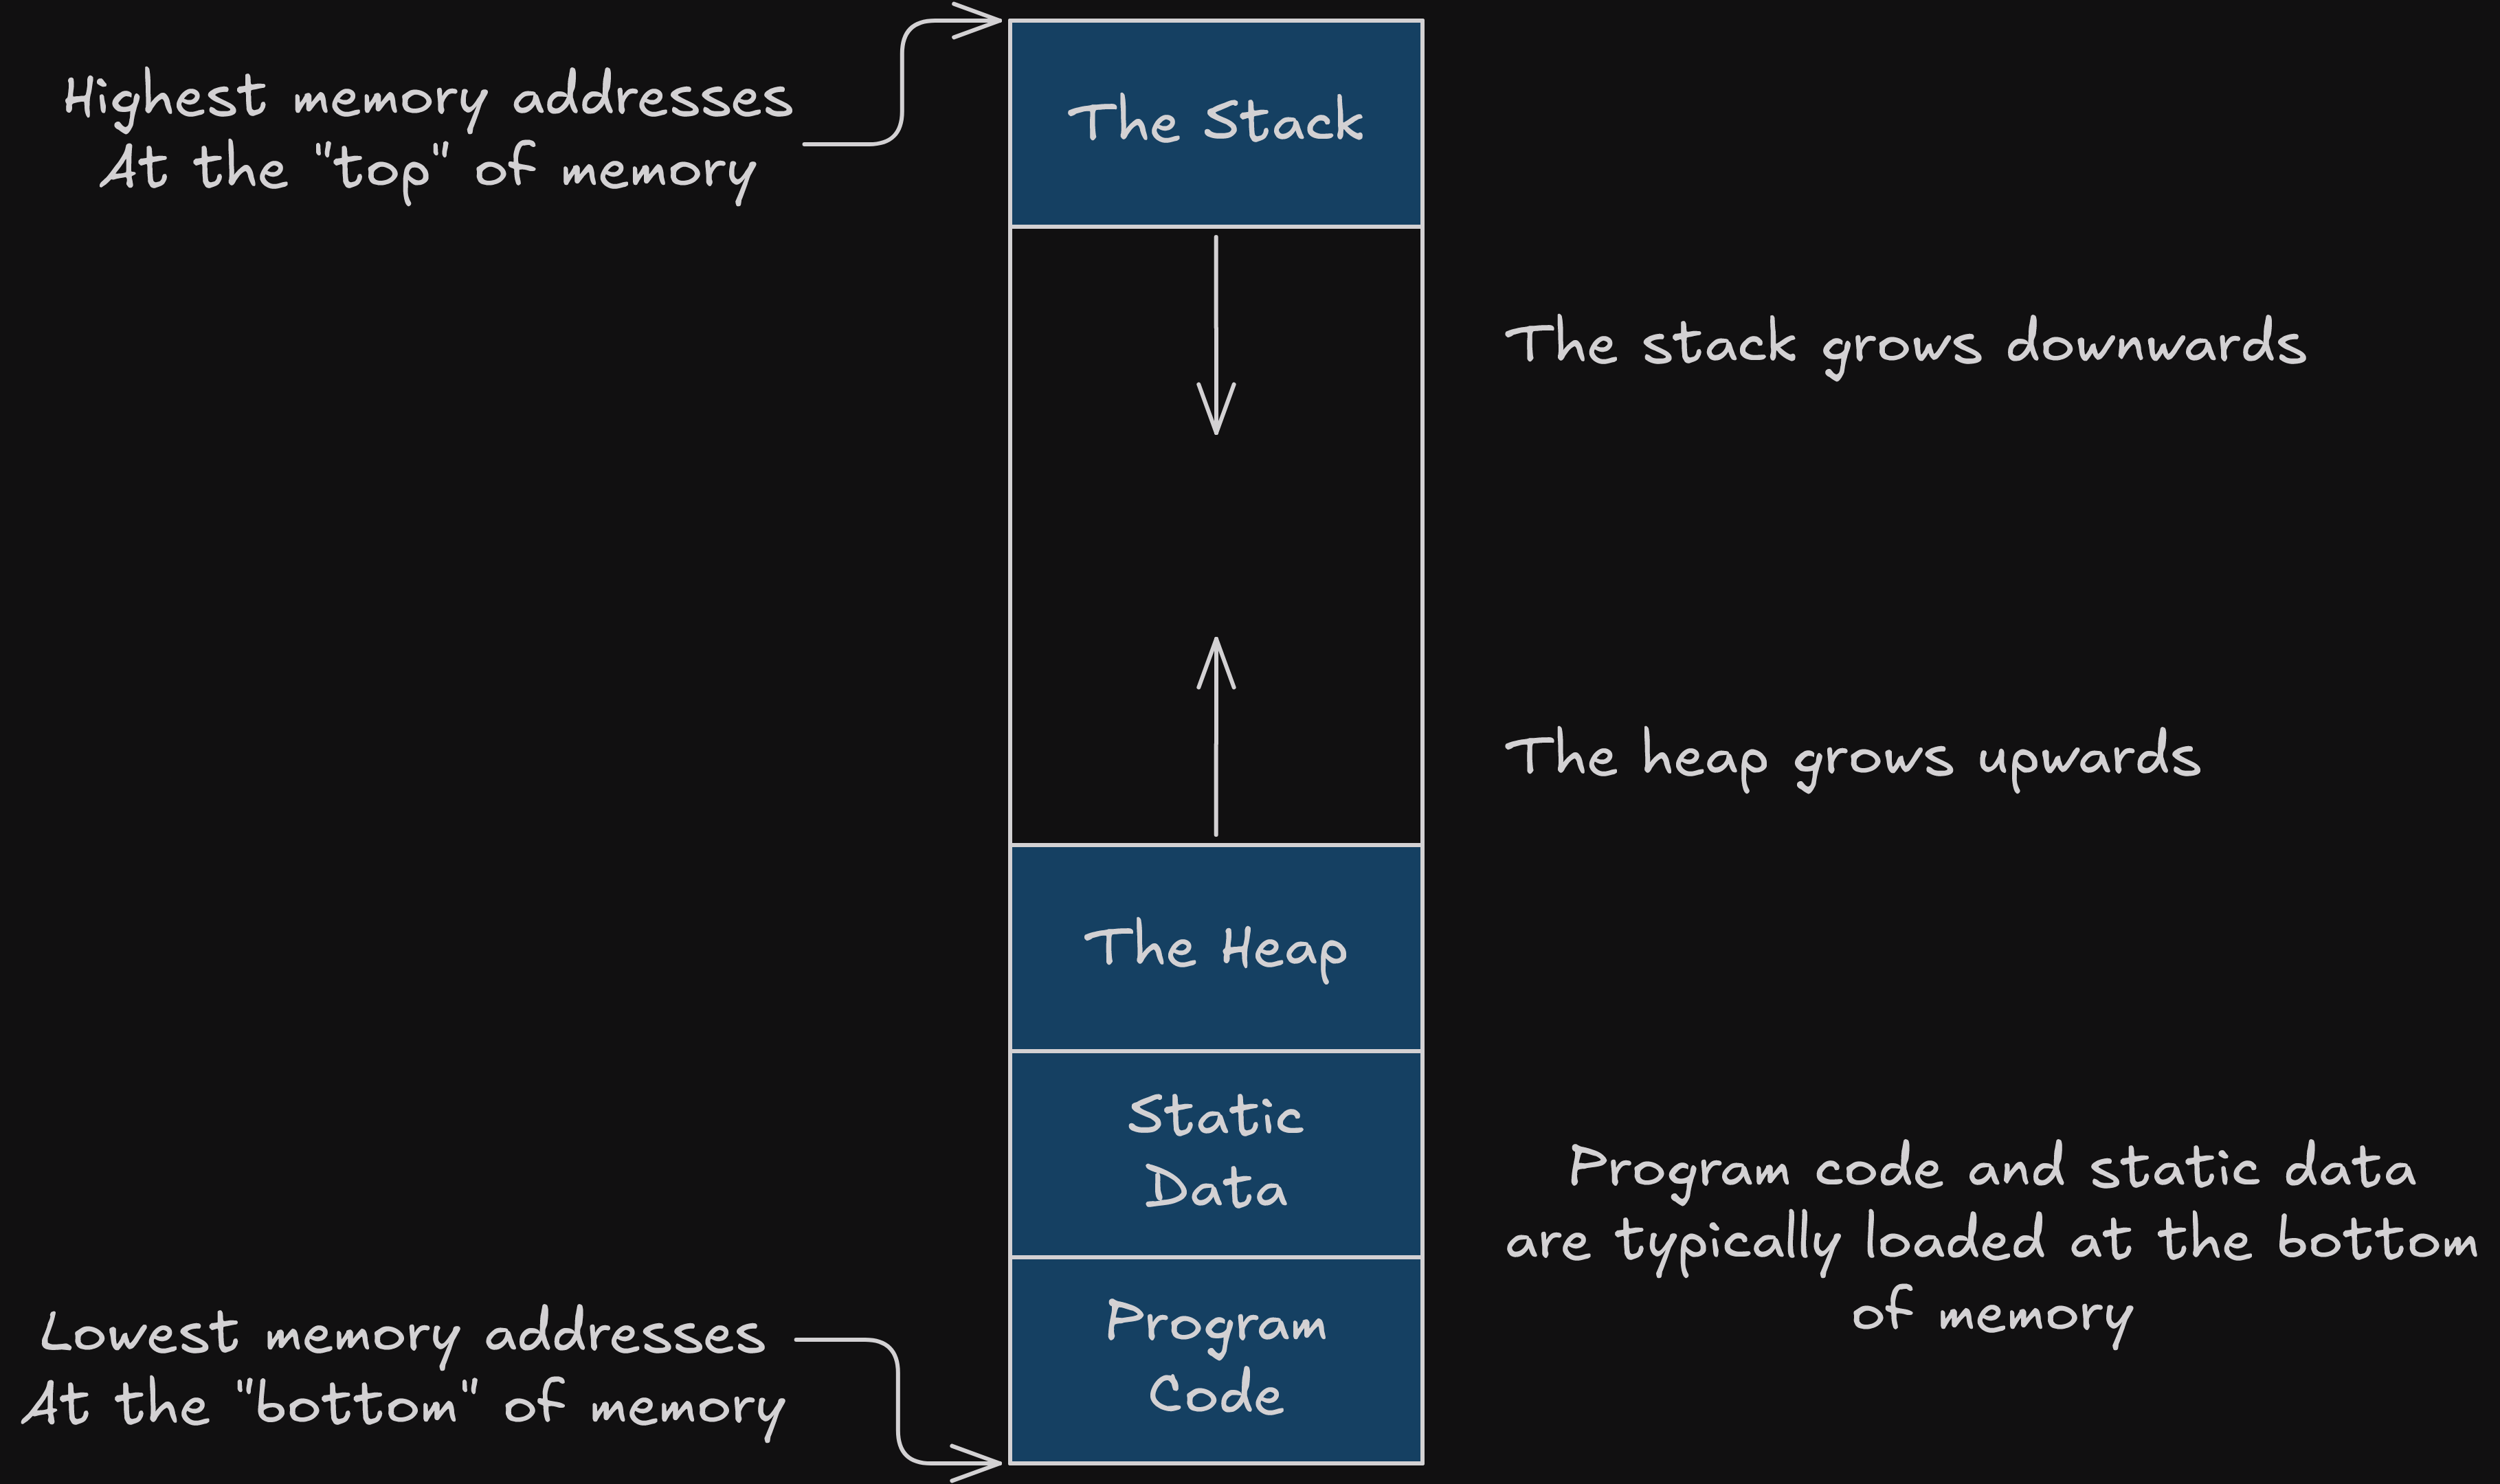 Highest memory addresses
At the "top" of memory
The Stack
The stack grows downwards
The heap grows upwards
The Heap
Static
Data
Program code and static data
are typically loaded at the bottom
of memory
Program
Code
Lowest memory addresses
At the "bottom" of memory